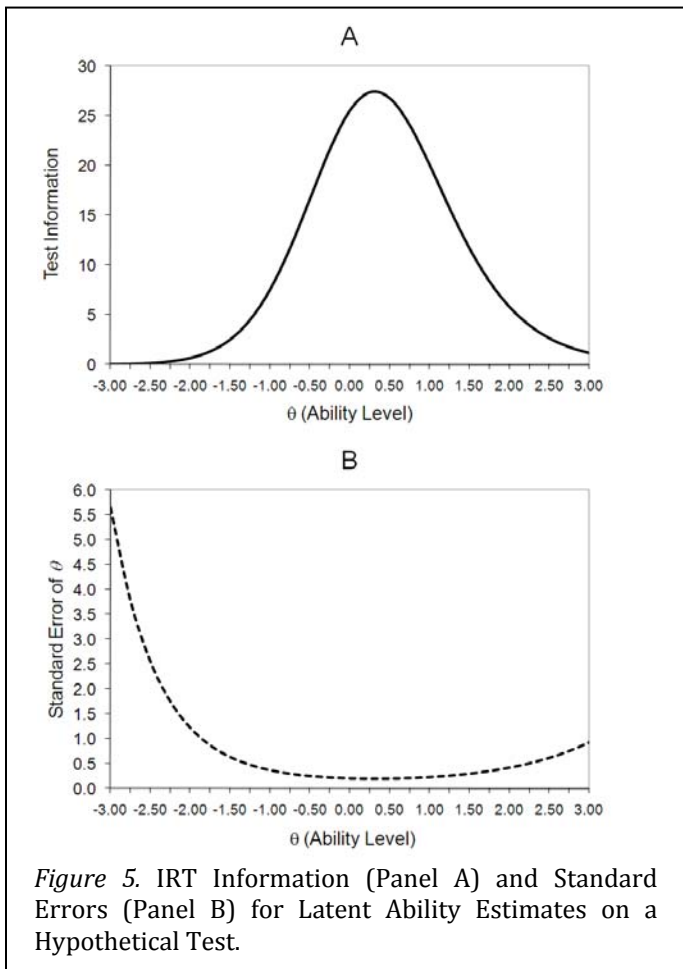 A
30
25
20
15
10
5
0
Test Information
-3.00 -2.50 -2.00 -1.50 -1.00 -0.50 0.00 0.50 1.00 1.50 2.00 2.50 3.00
θ (Ability Level)
B
6.0
5.5
5.0
4.5
4.0
3.5
3.0
2.5
2.0
1.5
1.0
0.5
0.0
Standard Error of θ
-3.00 -2.50 -2.00 -1.50 -1.00 -0.50 0.00 0.50 1.00 1.50 2.00 2.50 3.00
θ (Ability Level)
Figure 5. IRT Information (Panel A) and Standard
Errors (Panel B) for Latent Ability Estimates on a
Hypothetical Test.